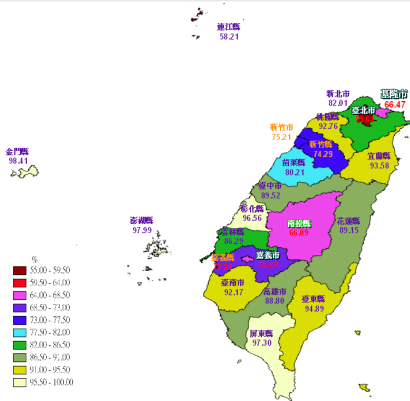 連江縣
58.21
新北市
82.01
基隆市
66.47
臺北市
桃園縣
92.76
新竹市
75.21
新竹縣
74.29
宜蘭縣
93.58
金門縣
98.41
苗栗縣
80.21
臺中市
89.52
彰化縣
96.56
澎湖縣
97.99
南投縣
66.09
花蓮縣
89.15
雲林縣
86.29
嘉義市
嘉義縣
臺南市
92.17
高雄市
88.80
臺東縣
94.89
屏東縣
97.30
%
55.00 - 59.50
59.50 - 64.00
64.00 - 68.50
68.50 - 73.00
73.00 - 77.50
77.50 - 82.00
82.00 - 86.50
86.50 - 91.00
91.00 - 95.50
95.50 - 100.00